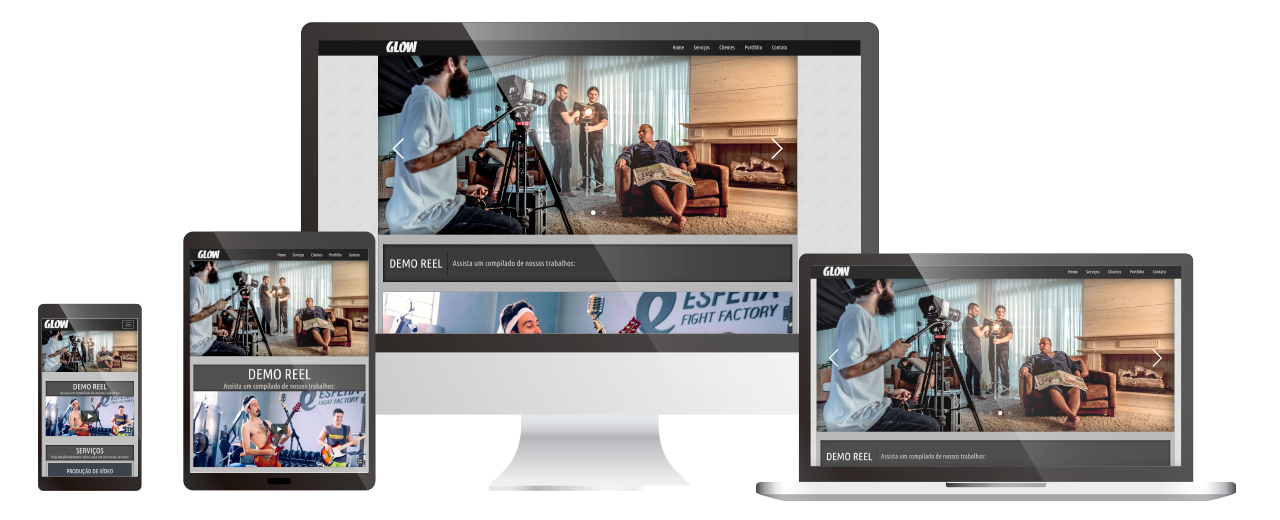 GLOW
Home Serviços Clientes Portfólio Contato
DEMO REEL Assista um compilado de nossos trabalhos:
ESFERA
FIGHT FACTORY
GLOW
Home Serviços Clientes Portfólio Contato
DEMO REEL
Assista um compilado de nossos trabalhos:
ESFERA
FIGHT FACTORY
GLOW
DEMO REEL
Assista um compilado de nossos trabalhos:
SERVIÇOS
PRODUÇÃO DE VÍDEO
GLOW
Home Serviços Clientes Portfólio Contato
DEMO REEL Assista um compilado de nossos trabalhos: